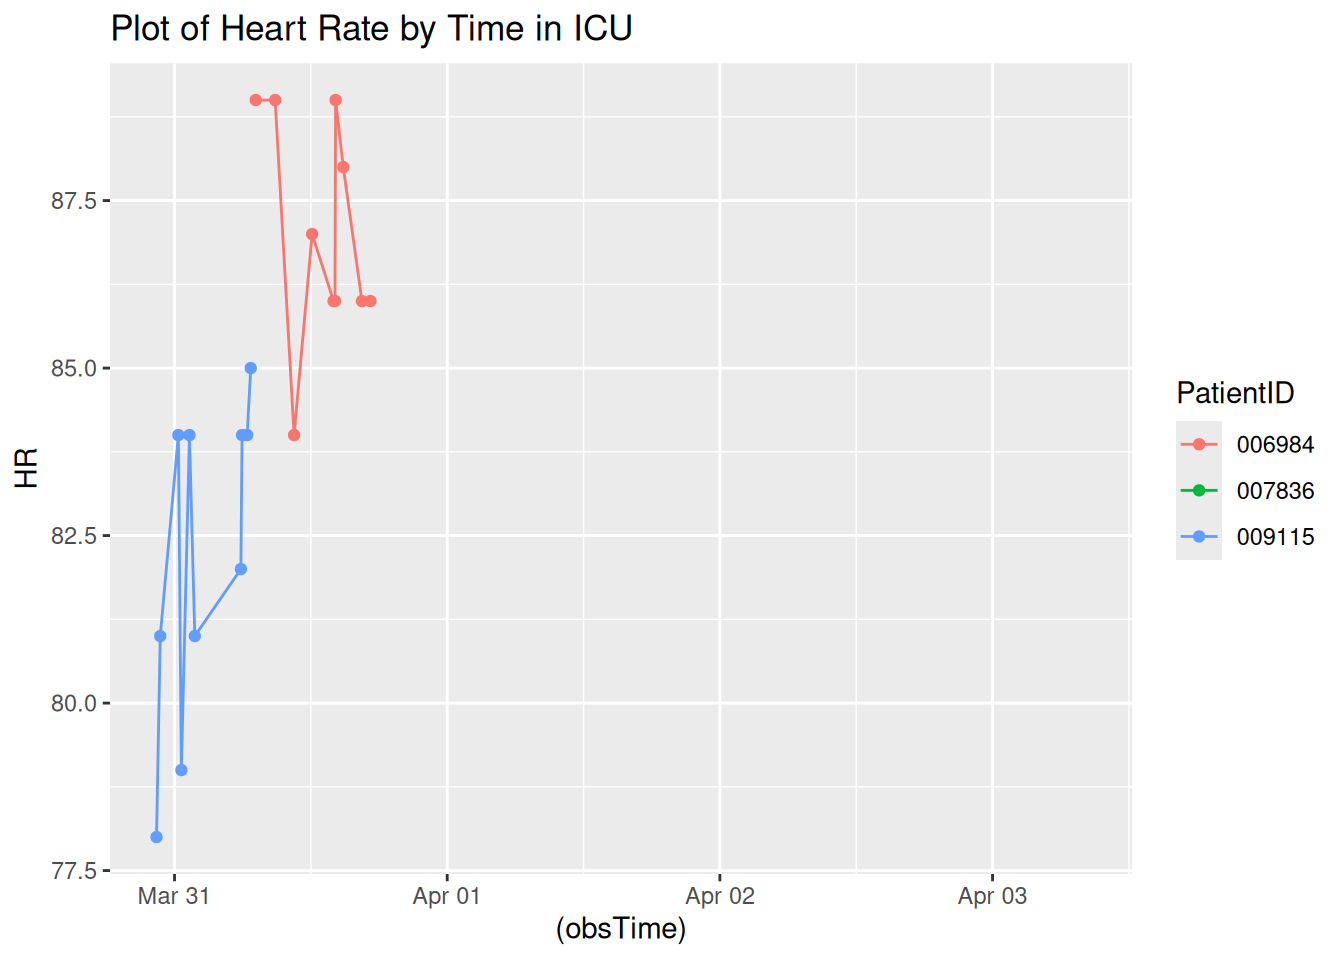 Plot of Heart Rate by Time in ICU
HR
87.5
85.0
82.5
80.0
77.5
Mar 31
Apr 01
Apr 02
Apr 03
(obsTime)
PatientID
006984
007836
009115